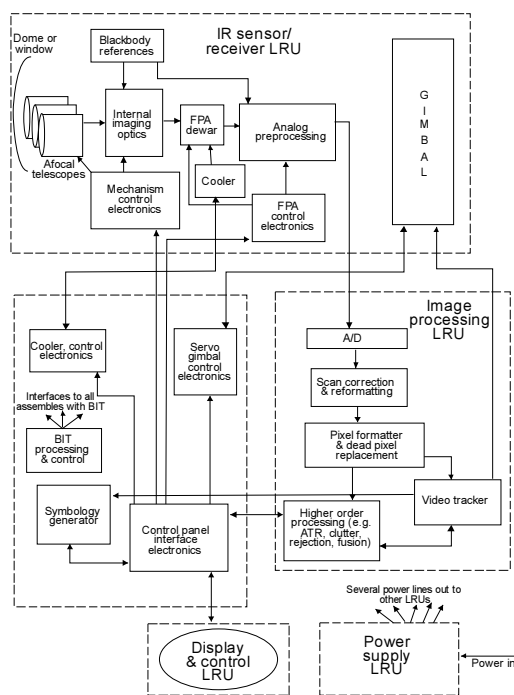 Dome or
window
IR sensor/
receiver LRU
Blackbody
references
Internal
imaging
optics
FPA
dewar
Analog
preprocessing
G
I
M
B
A
L
Afocal
telescopes
Mechanism
control
electronics
Cooler
FPA
control
electronics
Image
processing
LRU
A/D
Cooler, control
electronics
Servo
gimbal
control
electronics
Scan correction
& reformatting
Interfaces to all
assembles with BIT
BIT
processing
& control
Pixel formatter
& dead pixel
replacement
Symbology
generator
Control panel
interface
electronics
Higher order
processing (e.g.
ATR, clutter,
rejection, fusion)
Video tracker
Several power lines out to
other LRUs
Display
& control
LRU
Power
supply
LRU
Power in